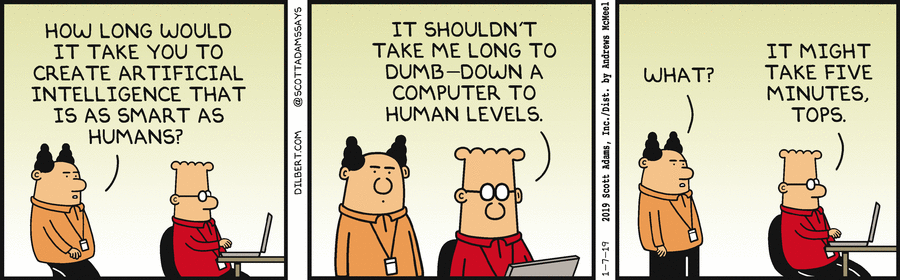 HOW LONG WOULD
IT TAKE YOU TO
CREATE ARTIFICIAL
INTELLIGENCE THAT
IS AS SMART AS
HUMANS?
DILBERT.COM @SCOTTADAMSSAYS
IT SHOULDN'T
TAKE ME LONG TO
DUMB—DOWN A
COMPUTER TO
HUMAN LEVELS.
1-7-19 2019 Scott Adams, Inc./Dist. by Andrews McMeel
WHAT?
IT MIGHT
TAKE FIVE
MINUTES,
TOPS.